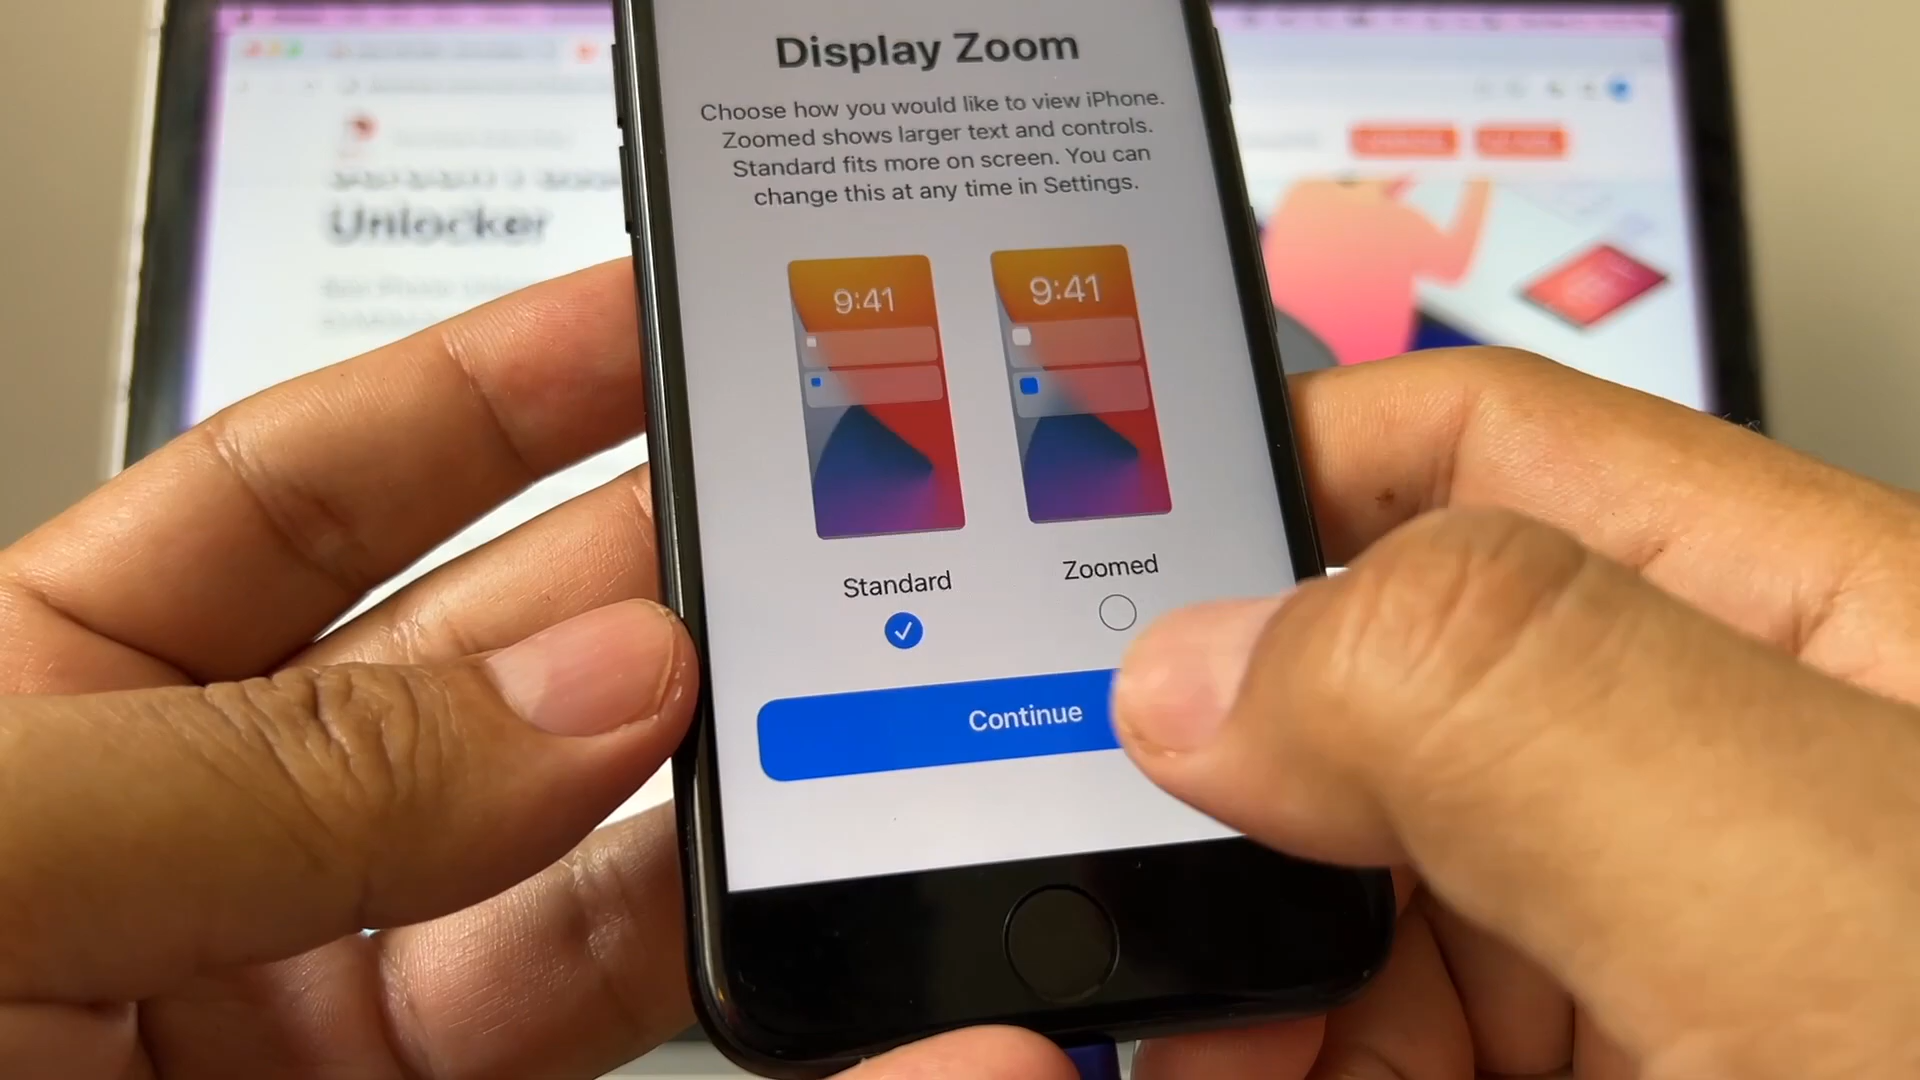 Display Zoom
Choose how you would like to view iPhone.
Zoomed shows larger text and controls.
Standard fits more on screen. You can
change this at any time in Settings.
9:41
9:41
Standard
Zoomed
Continue
Unlocker